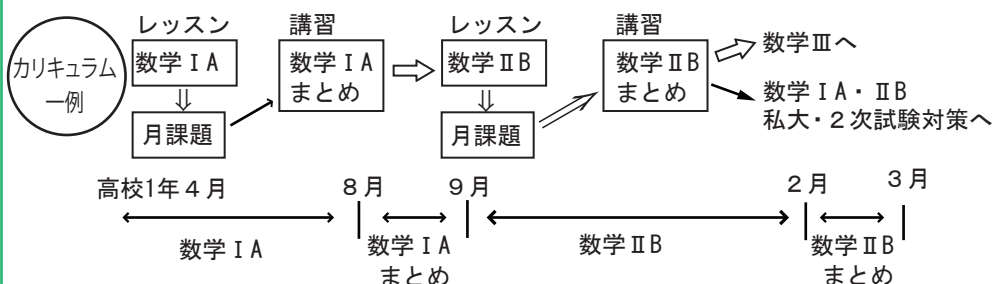 カリキュラム
一例
レッスン
数学ⅠA
月課題
講習
数学ⅠA
まとめ
レッスン
数学ⅡB
月課題
講習
数学ⅡB
まとめ
数学Ⅲへ
数学ⅠA・ⅡB
私大・2次試験対策へ
高校1年4月
8月
9月
2月
3月
数学ⅠA
数学ⅠA
まとめ
数学ⅡB
数学ⅡB
まとめ